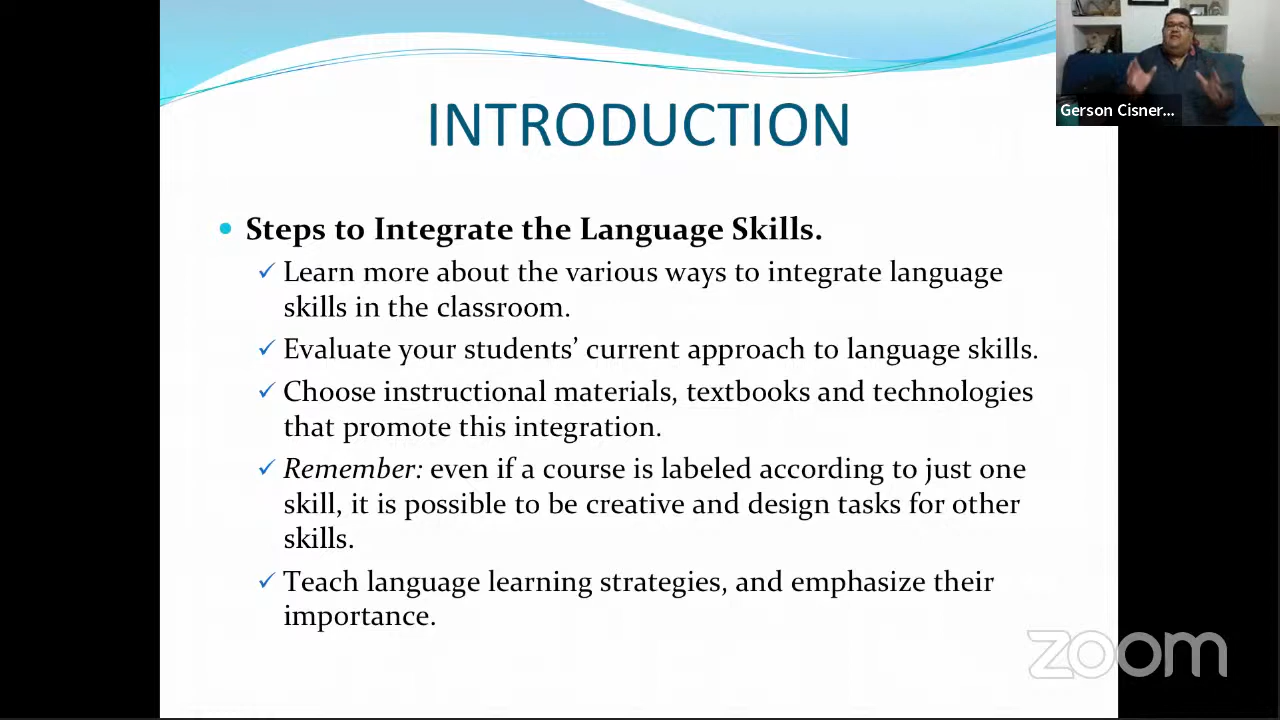 INTRODUCTION
Gerson Cisner...
Steps to Integrate the Language Skills.
Learn more about the various ways to integrate language
skills in the classroom.
Evaluate your students’ current approach to language skills.
Choose instructional materials, textbooks and technologies
that promote this integration.
Remember: even if a course is labeled according to just one
skill, it is possible to be creative and design tasks for other
skills.
Teach language learning strategies, and emphasize their
importance.
zoom